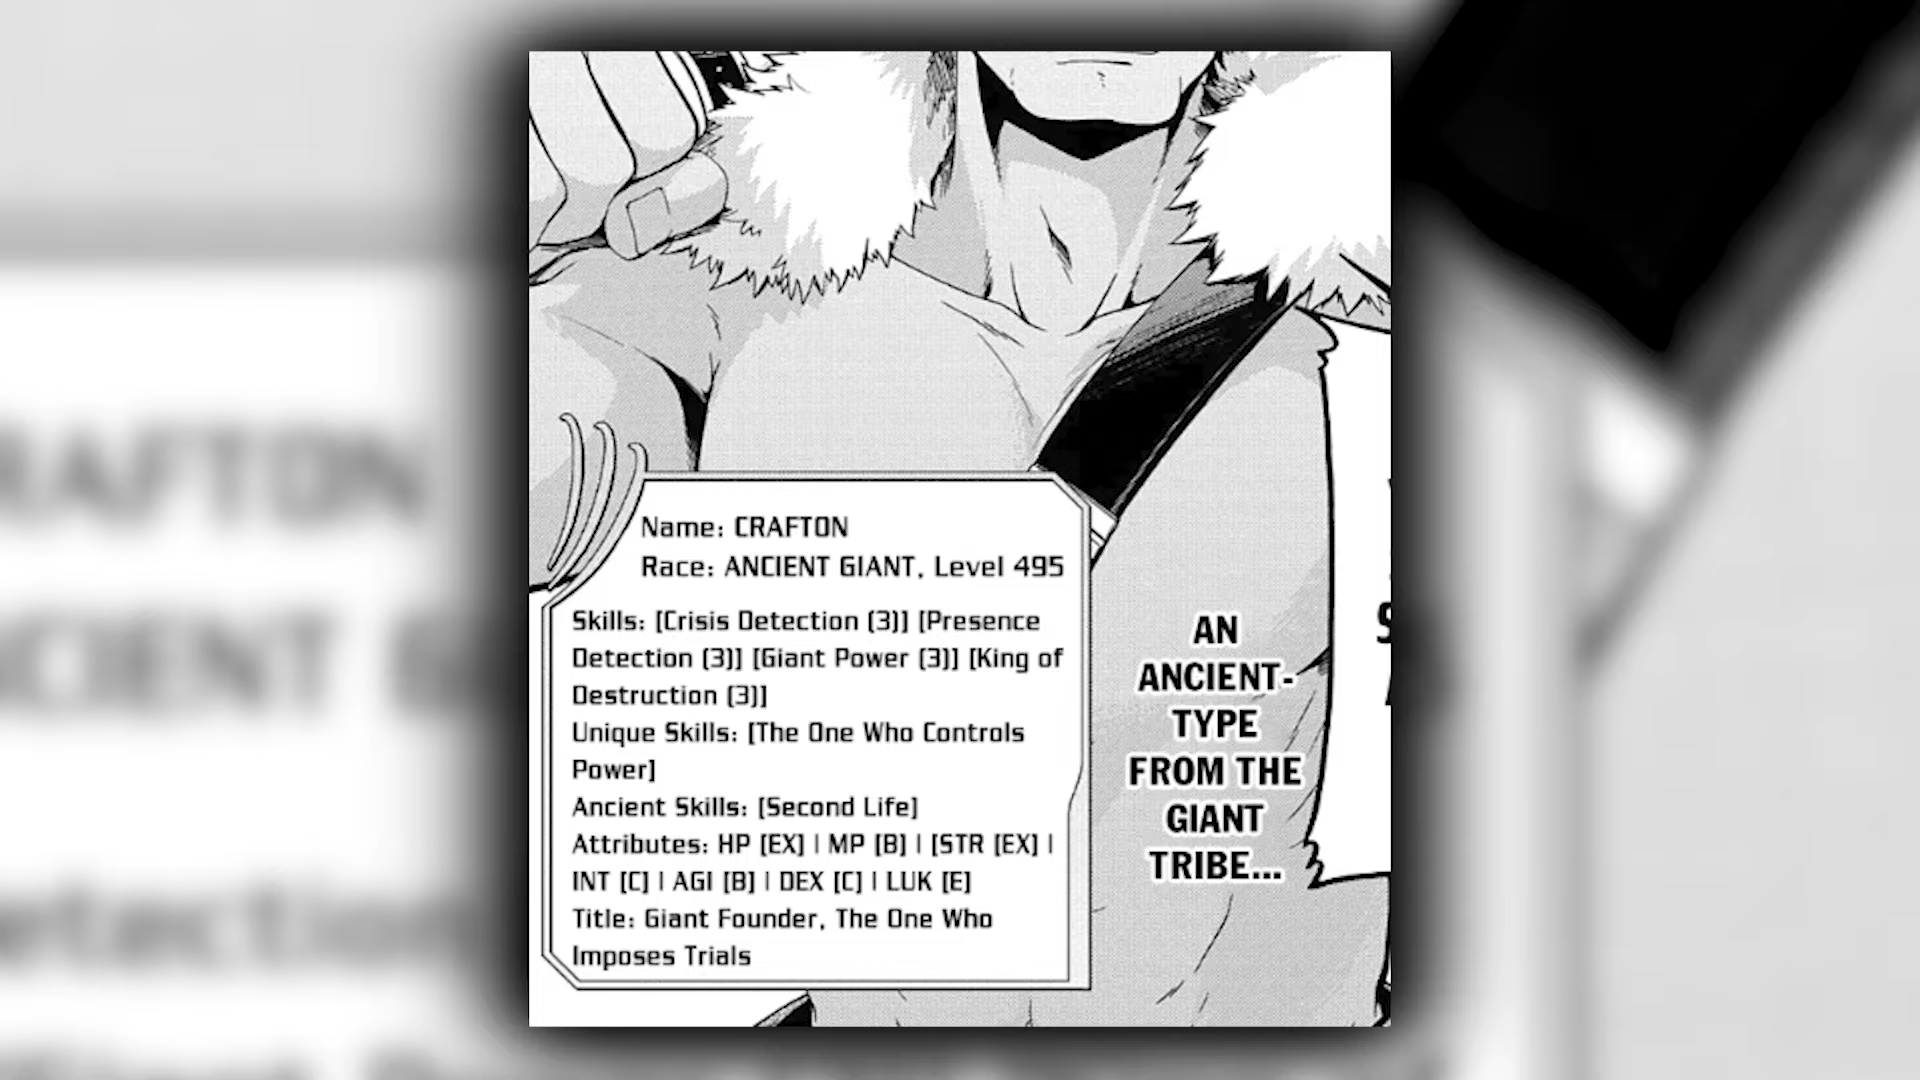 Name: CRAFTON
Race: ANCIENT GIANT, Level 495
Skills: [Crisis Detection (3)] [Presence
Detection (3)] [Giant Power (3)] [King of
Destruction (3)]
Unique Skills: [The One Who Controls
Power]
Ancient Skills: [Second Life]
Attributes: HP [EX] | MP [B] | [STR [EX] |
INT [C] | AGI [B] | DEX [C] | LUK [E]
Title: Giant Founder, The One Who
Imposes Trials
AN
ANCIENT-
TYPE
FROM THE
GIANT
TRIBE...